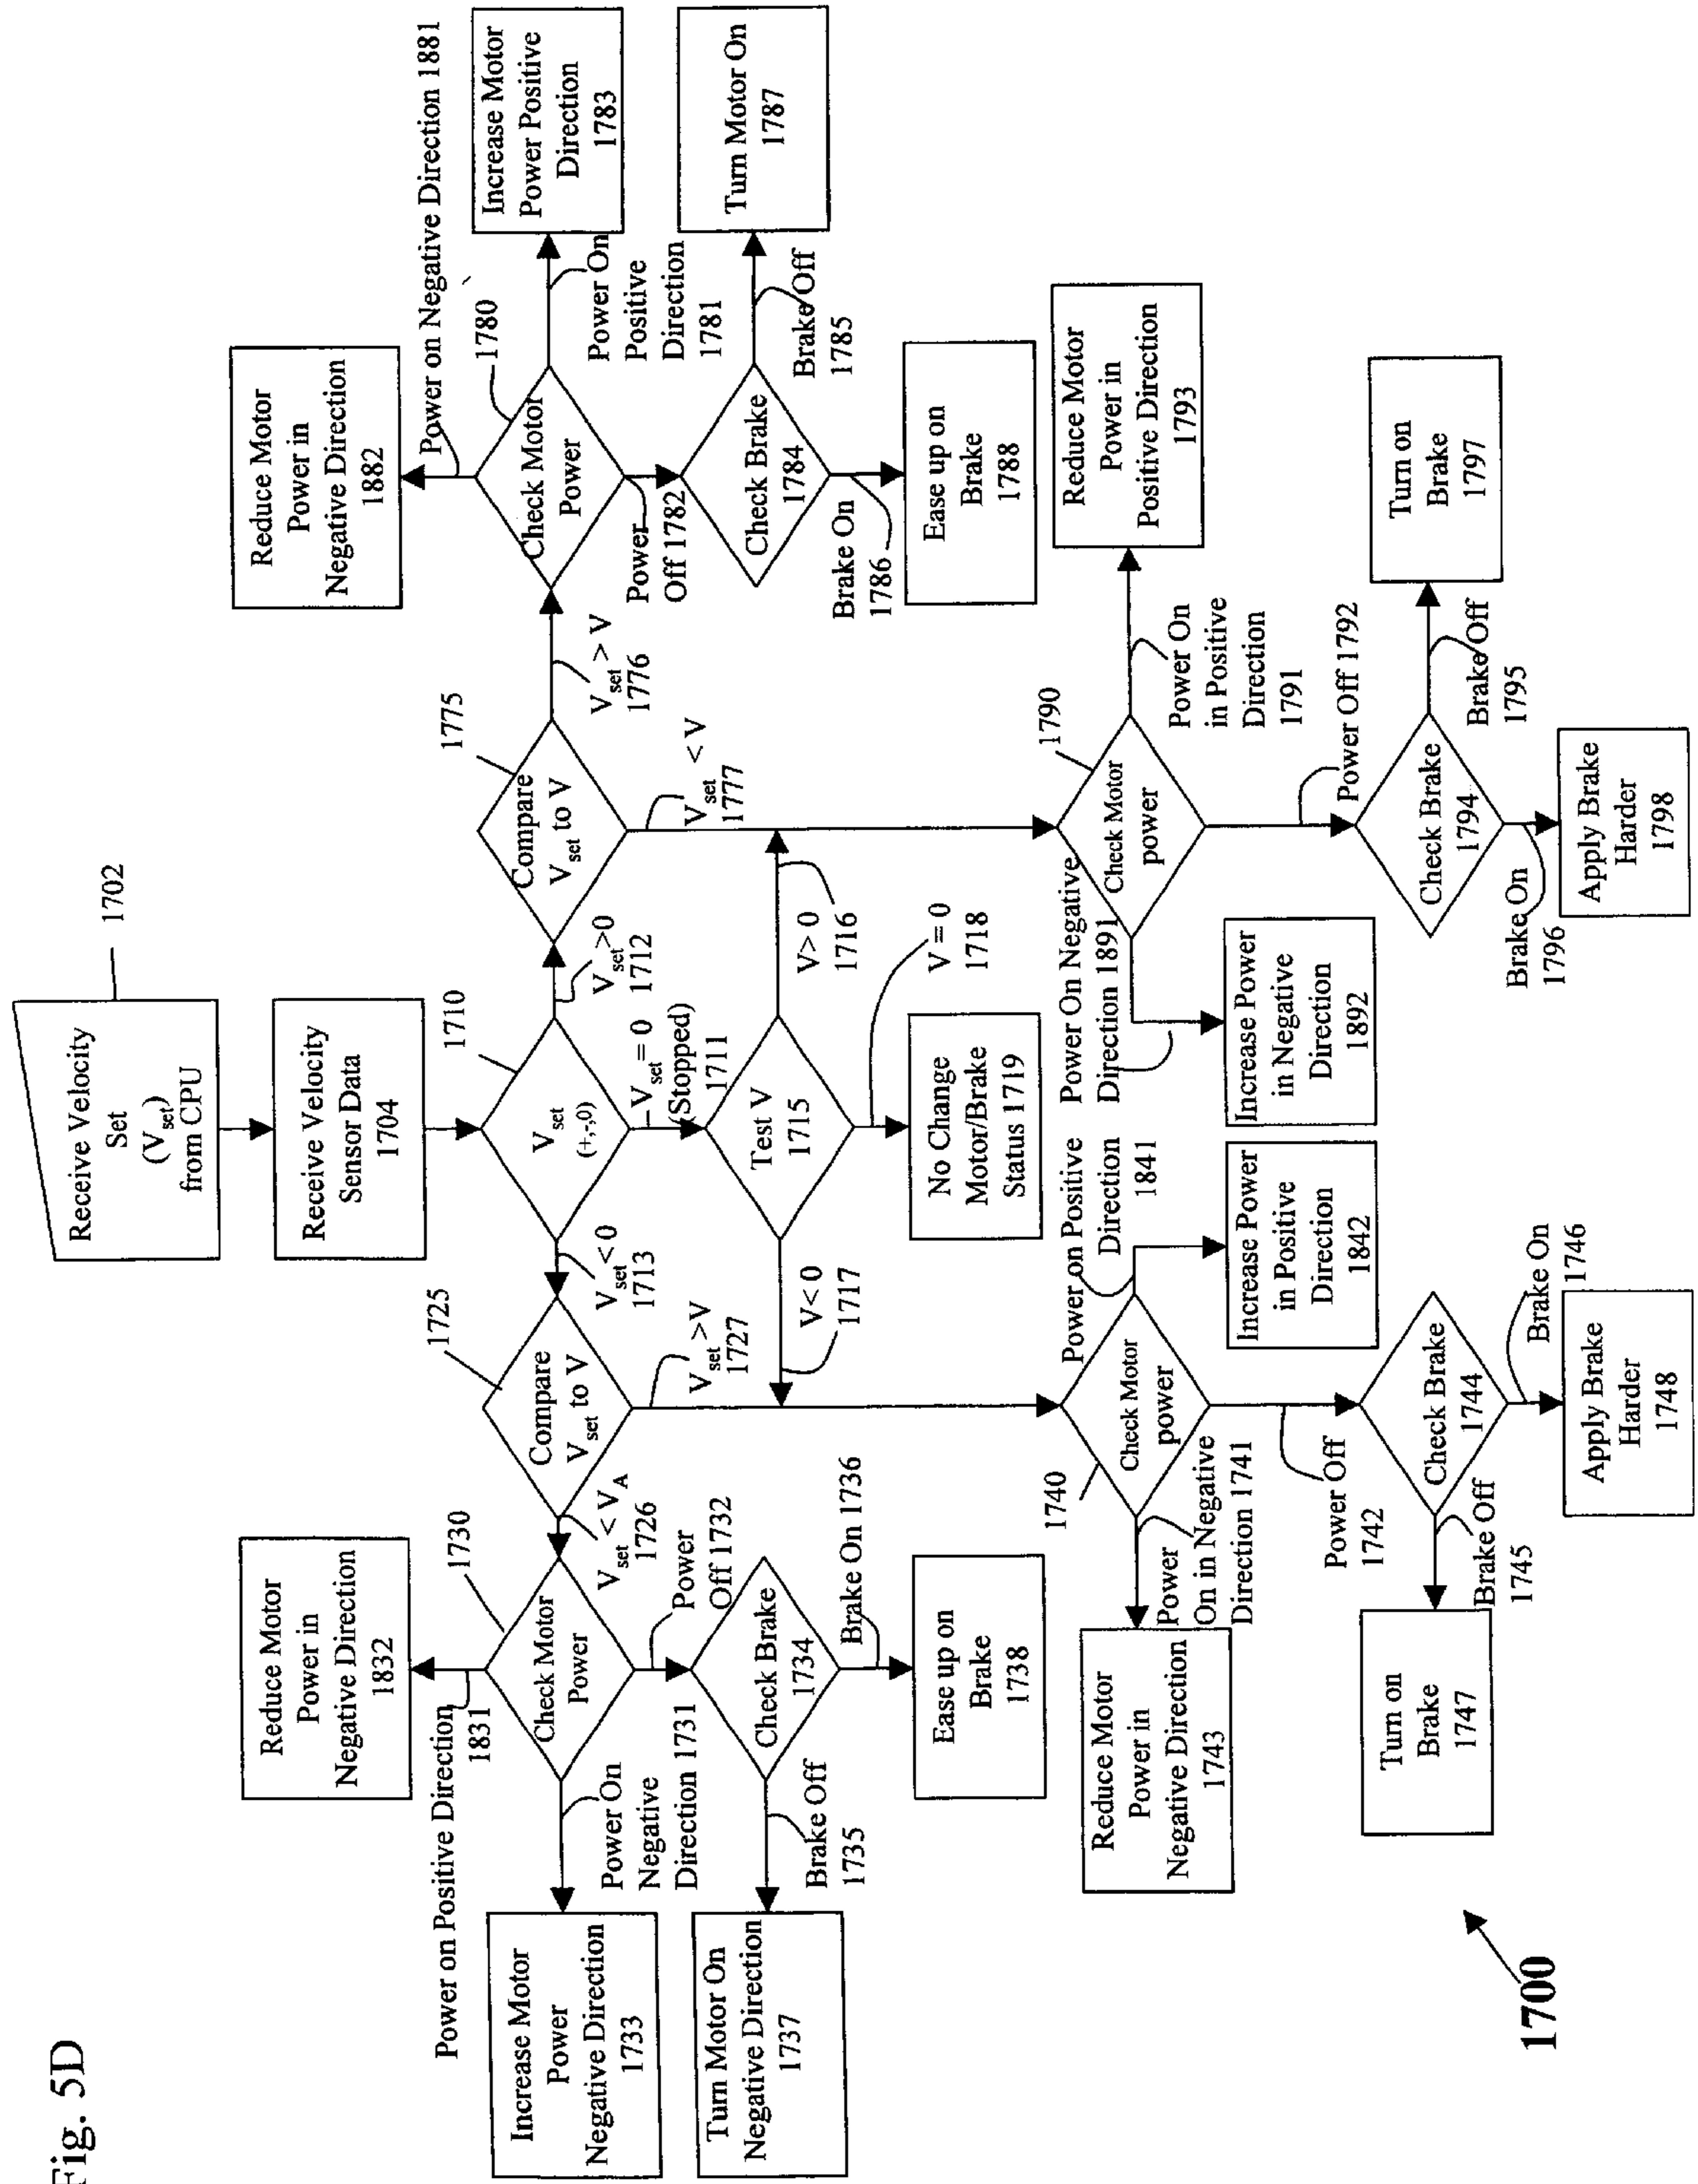 Fig. 5D
Receive Velocity
Set
(Vset)
from CPU
1702
Receive Velocity
Sensor Data
1704
Vset
(+,-,0)
1710
Vset < 0
1713
Vset >0
1712
Vset = 0
(Stopped)
1711
Compare
Vset to V
1725
Compare
Vset to V
1775
Vset < VA
1726
Vset >V
1727
Vset > V
1776
Vset < V
1777
Test V
1715
V< 0
1717
V> 0
1716
V = 0
1718
No Change
Motor/Brake
Status 1719
Check Motor
Power
1730
Power on Positive Direction
1831
Reduce Motor
Power in
Negative Direction
1832
Power On
Negative
Direction 1731
Increase Motor
Power
Negative Direction
1733
Power
Off 1732
Check Brake
1734
Brake Off
1735
Turn Motor On
Negative Direction
1737
Brake On 1736
Ease up on
Brake
1738
Check Motor
Power
1780
Power on Negative Direction 1881
Reduce Motor
Power in
Negative Direction
1882
Power On
Positive
Direction
1781
Increase Motor
Power Positive
Direction
1783
Power
Off 1782
Check Brake
1784
Brake Off
1785
Turn Motor On
1787
Brake On
1786
Ease up on
Brake
1788
Check Motor
power
1740
Power on Positive
Direction
1841
Increase Power
in Positive
Direction
1842
Power
On in Negative
Direction 1741
Reduce Motor
Power in
Negative Direction
1743
Power Off
1742
Check Brake
1744
Brake Off
1745
Turn on
Brake
1747
Brake On
1746
Apply Brake
Harder
1748
Check Motor
power
1790
Power On Negative
Direction 1891
Increase Power
in Negative
Direction
1892
Power On
in Positive
Direction
1791
Reduce Motor
Power in
Positive Direction
1793
Power Off 1792
Check Brake
1794
Brake Off
1795
Turn on
Brake
1797
Brake On
1796
Apply Brake
Harder
1798
1700